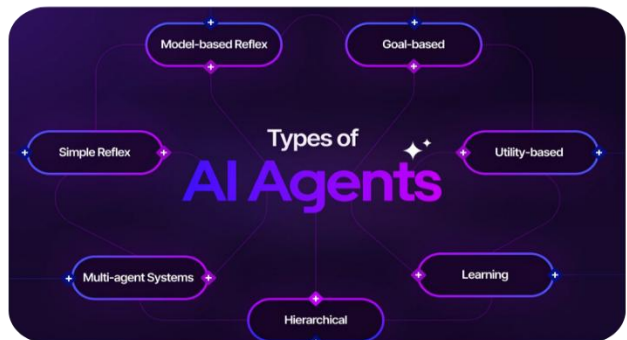 Model-based Reflex
Goal-based
Types of
AI Agents
Simple Reflex
Utility-based
Multi-agent Systems
Learning
Hierarchical